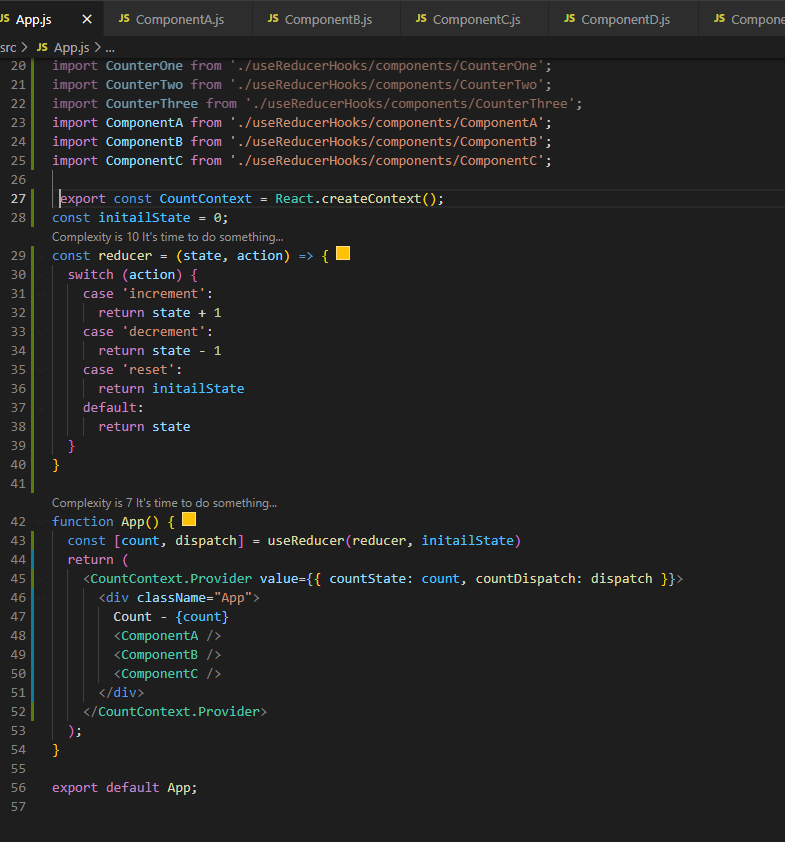 JS App.js × JS ComponentA.js JS ComponentB.js JS ComponentC.js JS ComponentD.js JS Compone
src > JS App.js > ...
20 import CounterOne from './useReducerHooks/components/CounterOne';
21 import CounterTwo from './useReducerHooks/components/CounterTwo';
22 import CounterThree from './useReducerHooks/components/CounterThree';
23 import ComponentA from './useReducerHooks/components/ComponentA';
24 import ComponentB from './useReducerHooks/components/ComponentB';
25 import ComponentC from './useReducerHooks/components/ComponentC';
26
27 export const CountContext = React.createContext();
28 const initailState = 0;
Complexity is 10 It's time to do something...
29 const reducer = (state, action) => {
30 switch (action) {
31 case 'increment':
32 return state + 1
33 case 'decrement':
34 return state - 1
35 case 'reset':
36 return initailState
37 default:
38 return state
39 }
40 }
41
Complexity is 7 It's time to do something...
42 function App() {
43 const [count, dispatch] = useReducer(reducer, initailState)
44 return (
45 <CountContext.Provider value={{ countState: count, countDispatch: dispatch }}>
46 <div className="App">
47 Count - {count}
48 <ComponentA />
49 <ComponentB />
50 <ComponentC />
51 </div>
52 </CountContext.Provider>
53 );
54 }
55
56 export default App;
57